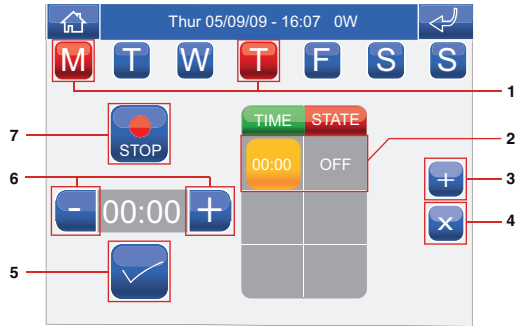 Thur 05/09/09 - 16:07 0W
M T W T F S S
1
TIME STATE
7
STOP
00:00 OFF
2
6
- 00:00 +
+
3
x
4
5